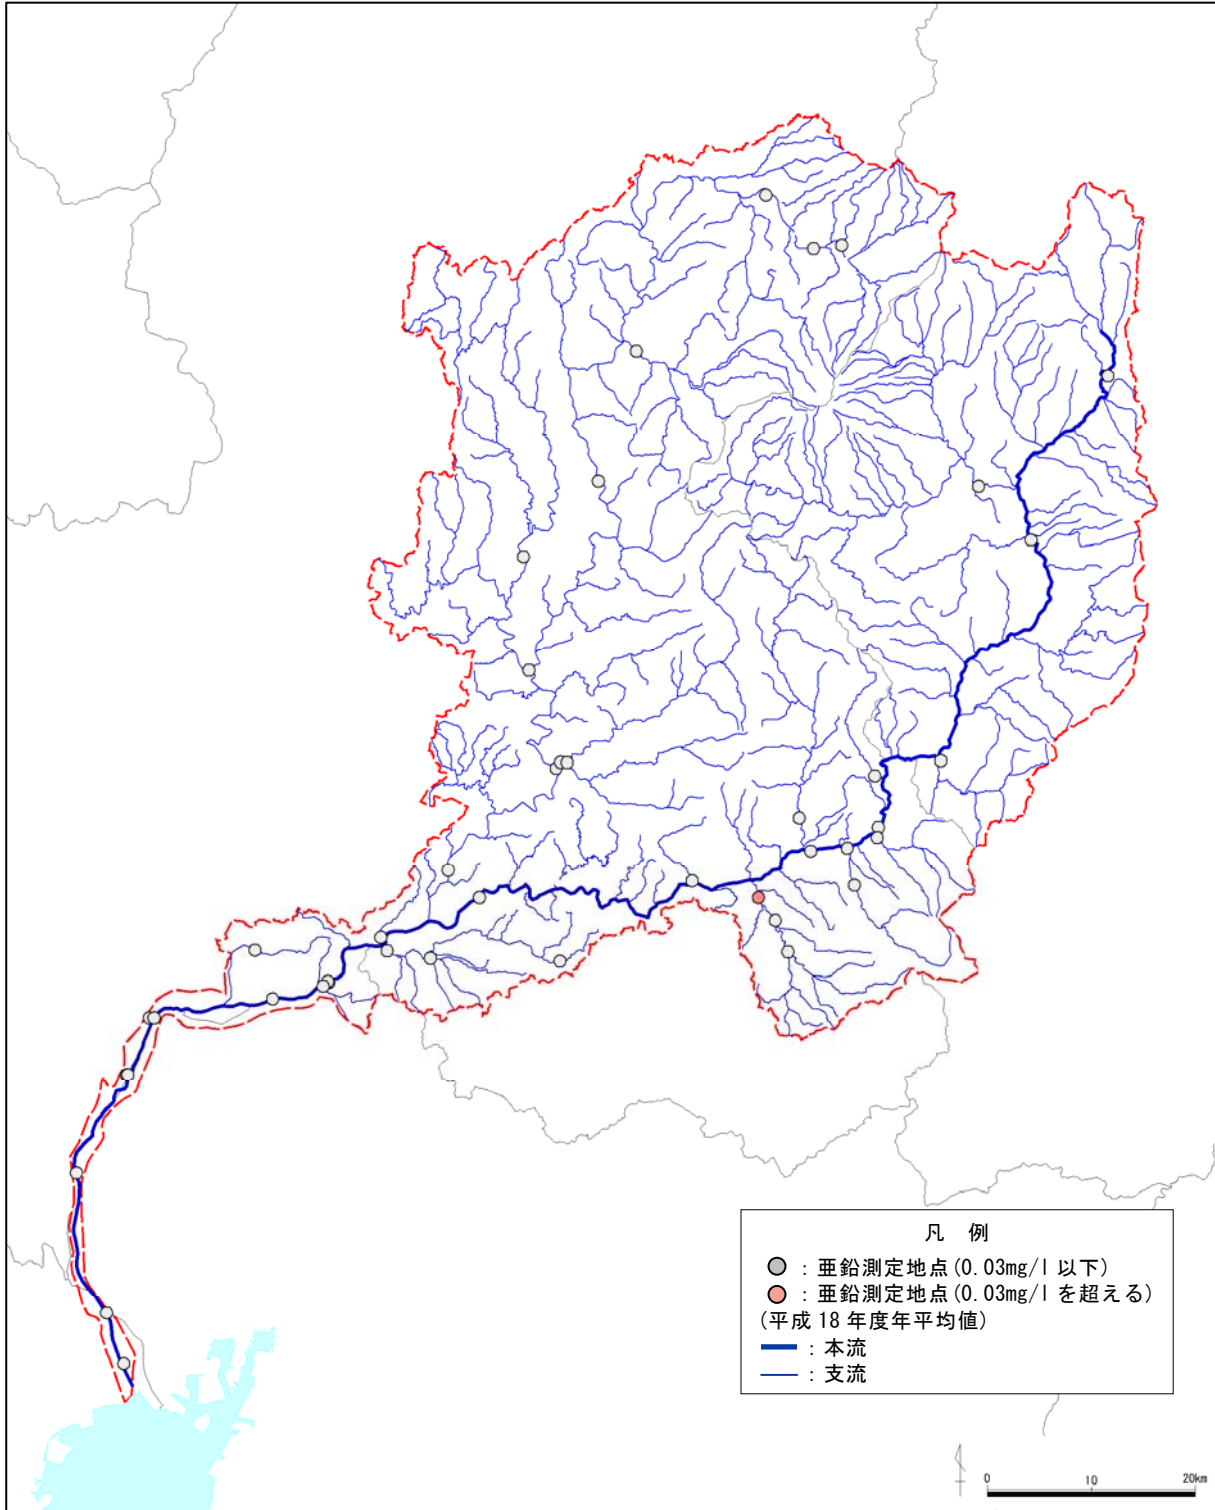 凡 例
：亜鉛測定地点(0.03mg/l 以下)
：亜鉛測定地点(0.03mg/l を超える)
(平成 18 年度年平均値)
：本流
：支流
0 10 20km